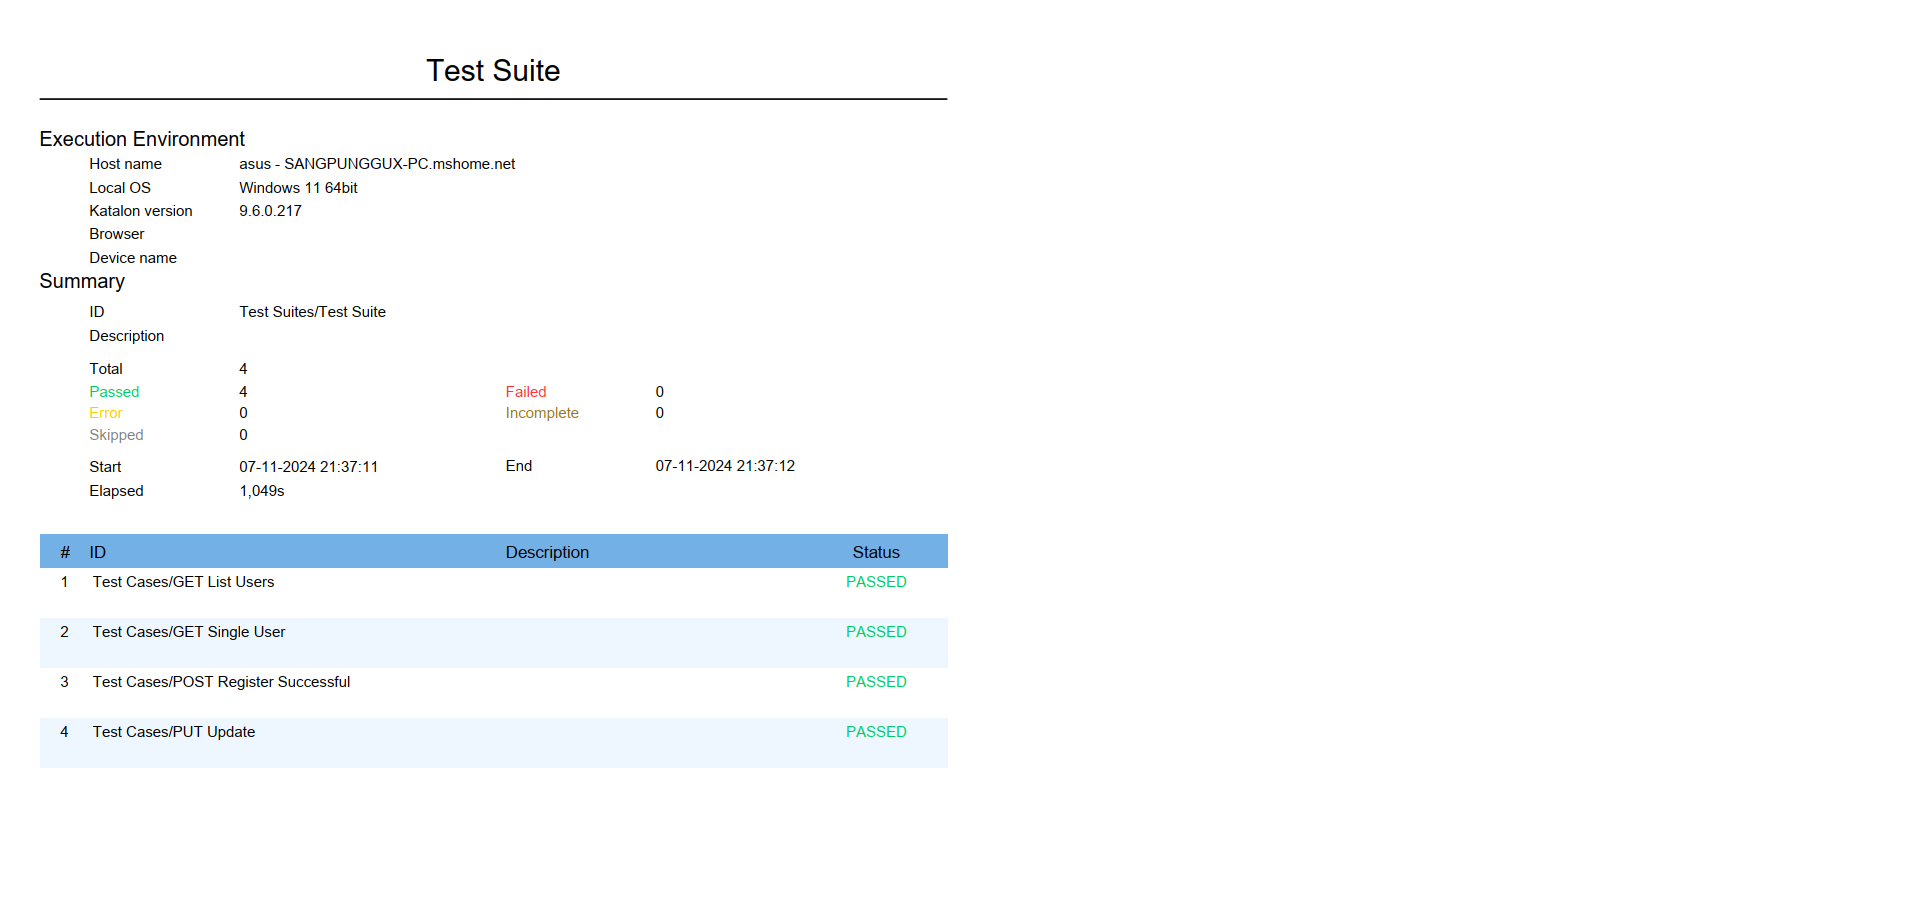 Test Suite
Execution Environment
Host name asus - SANGPUNGGUX-PC.mshome.net
Local OS Windows 11 64bit
Katalon version 9.6.0.217
Browser
Device name
Summary
ID Test Suites/Test Suite
Description
Total 4
Passed 4 Failed 0
Error 0 Incomplete 0
Skipped 0
Start 07-11-2024 21:37:11 End 07-11-2024 21:37:12
Elapsed 1,049s
# ID Description Status
1 Test Cases/GET List Users PASSED
2 Test Cases/GET Single User PASSED
3 Test Cases/POST Register Successful PASSED
4 Test Cases/PUT Update PASSED